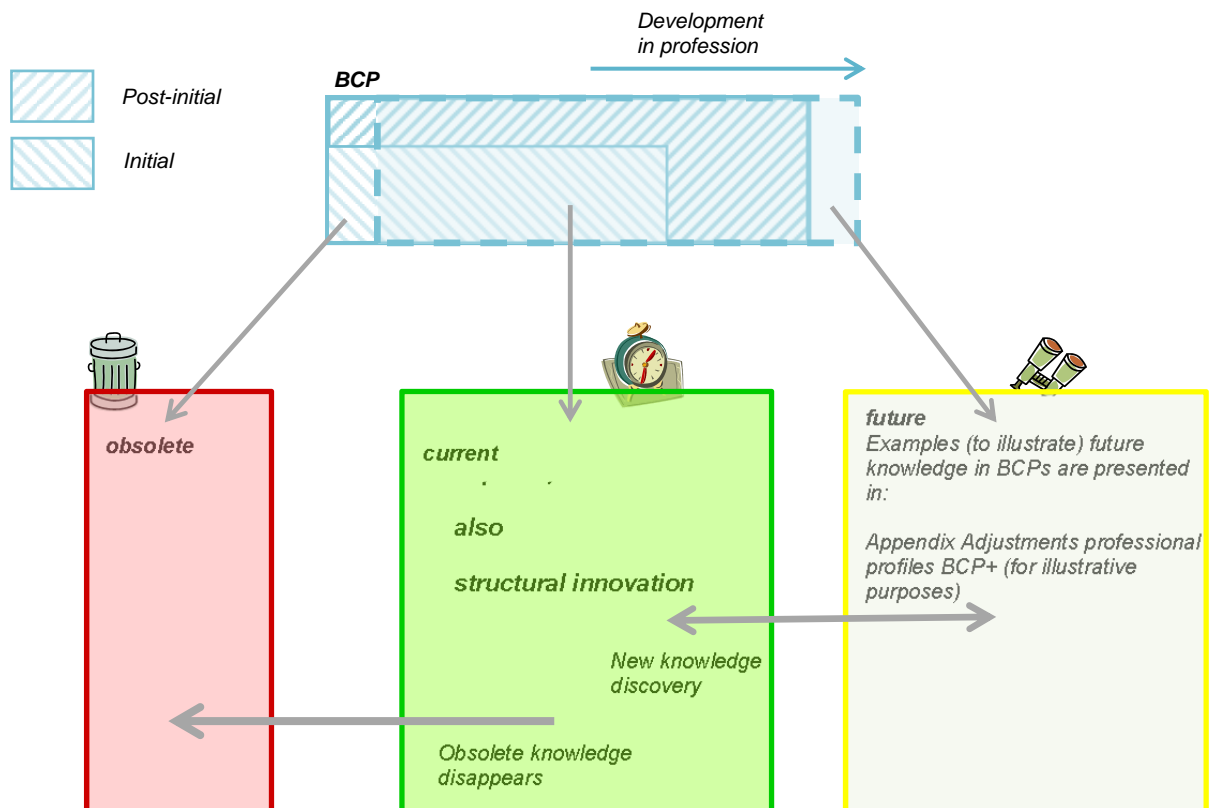 Development
in profession
BCP
Post-initial
Initial
obsolete
current
also
structural innovation
New knowledge
discovery
Obsolete knowledge
disappears
future
Examples (to illustrate) future
knowledge in BCPs are presented
in:
Appendix Adjustments professional
profiles BCP+ (for illustrative
purposes)